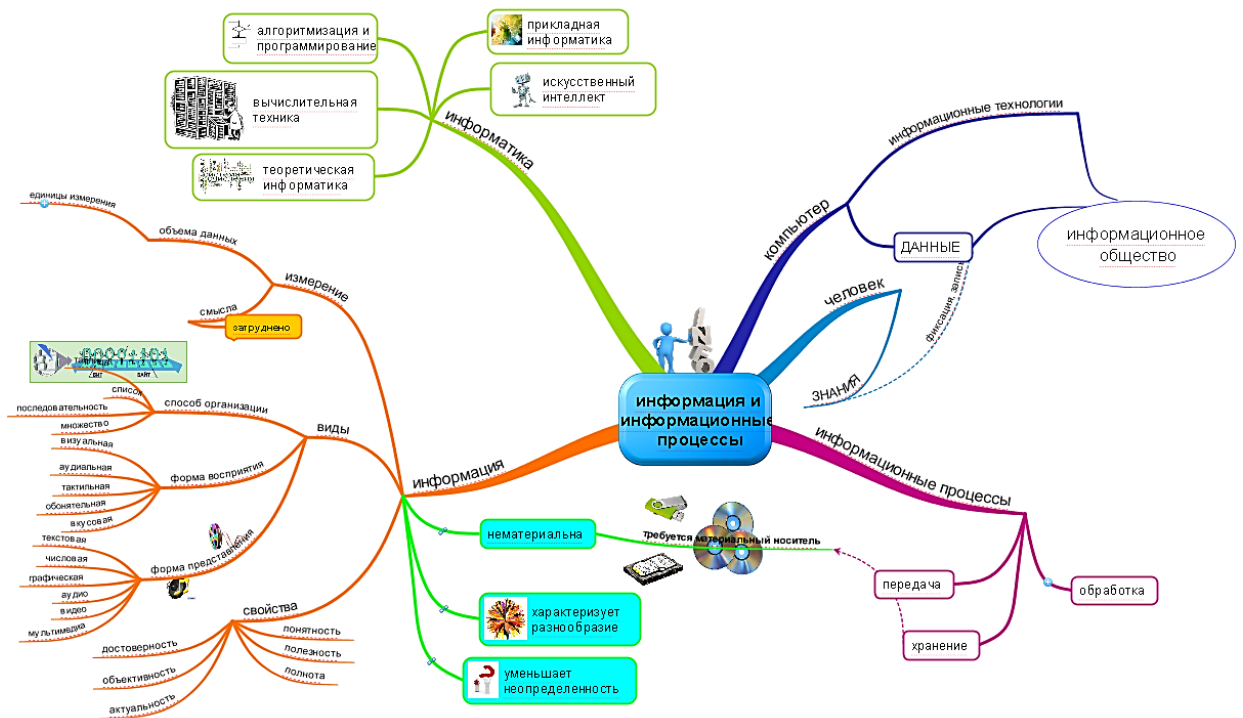 алгоритмизация и
программирование
прикладная
информатика
искусственный
интеллект
вычислительная
техника
теоретическая
информатика
информатика
информационные технологии
компьютер
ДАННЫЕ
информационное
общество
человек
фиксация, запись
ЗНАНИЯ
единицы измерения
объема данных
измерение
смысла
затруднено
INFO
информация и
информационные
процессы
бит
байт
список
последовательность
множество
способ организации
виды
визуальная
аудиальная
тактильная
обонятельная
вкусовая
форма восприятия
информация
текстовая
числовая
графическая
аудио
видео
мультимедиа
форма представления
свойства
достоверность
объективность
актуальность
понятность
полезность
полнота
нематериальна
требуется материальный носитель
характеризует
разнообразие
уменьшает
неопределенность
информационные процессы
передача
хранение
обработка